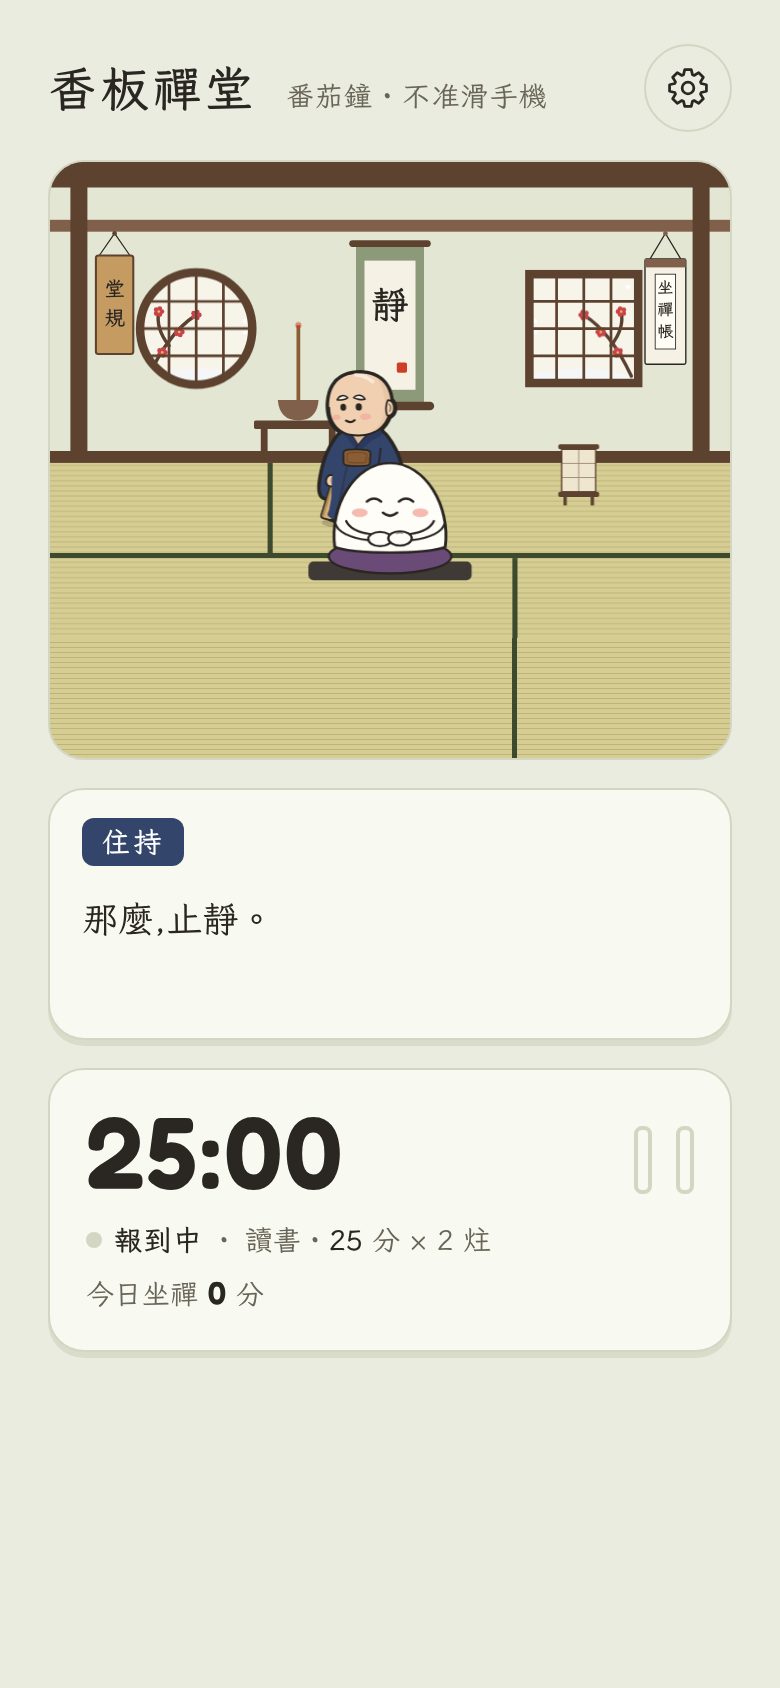 香板禪堂
番茄鐘・不准滑手機
堂規
靜
坐禪帳
住持
那麼,止靜。
25:00
報到中 · 讀書・25 分 × 2 炷
今日坐禪 0 分